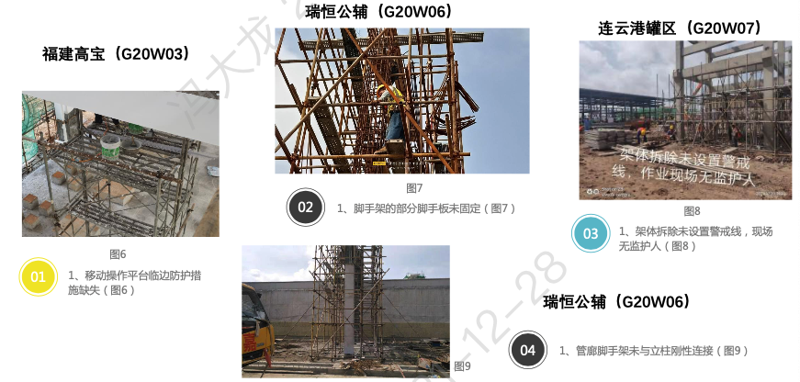 福建高宝（G20W03）
图6
01
1、移动操作平台临边防护措
施缺失（图6）
瑞恒公辅（G20W06）
图7
02
1、脚手架的部分脚手板未固定（图7）
连云港罐区（G20W07）
架体拆除未设置警戒
线，作业现场无监护人
图8
03
1、架体拆除未设置警戒线，现场
无监护人（图8）
图9
瑞恒公辅（G20W06）
04
1、管廊脚手架未与立柱刚性连接（图9）
冯大龙
-12-28